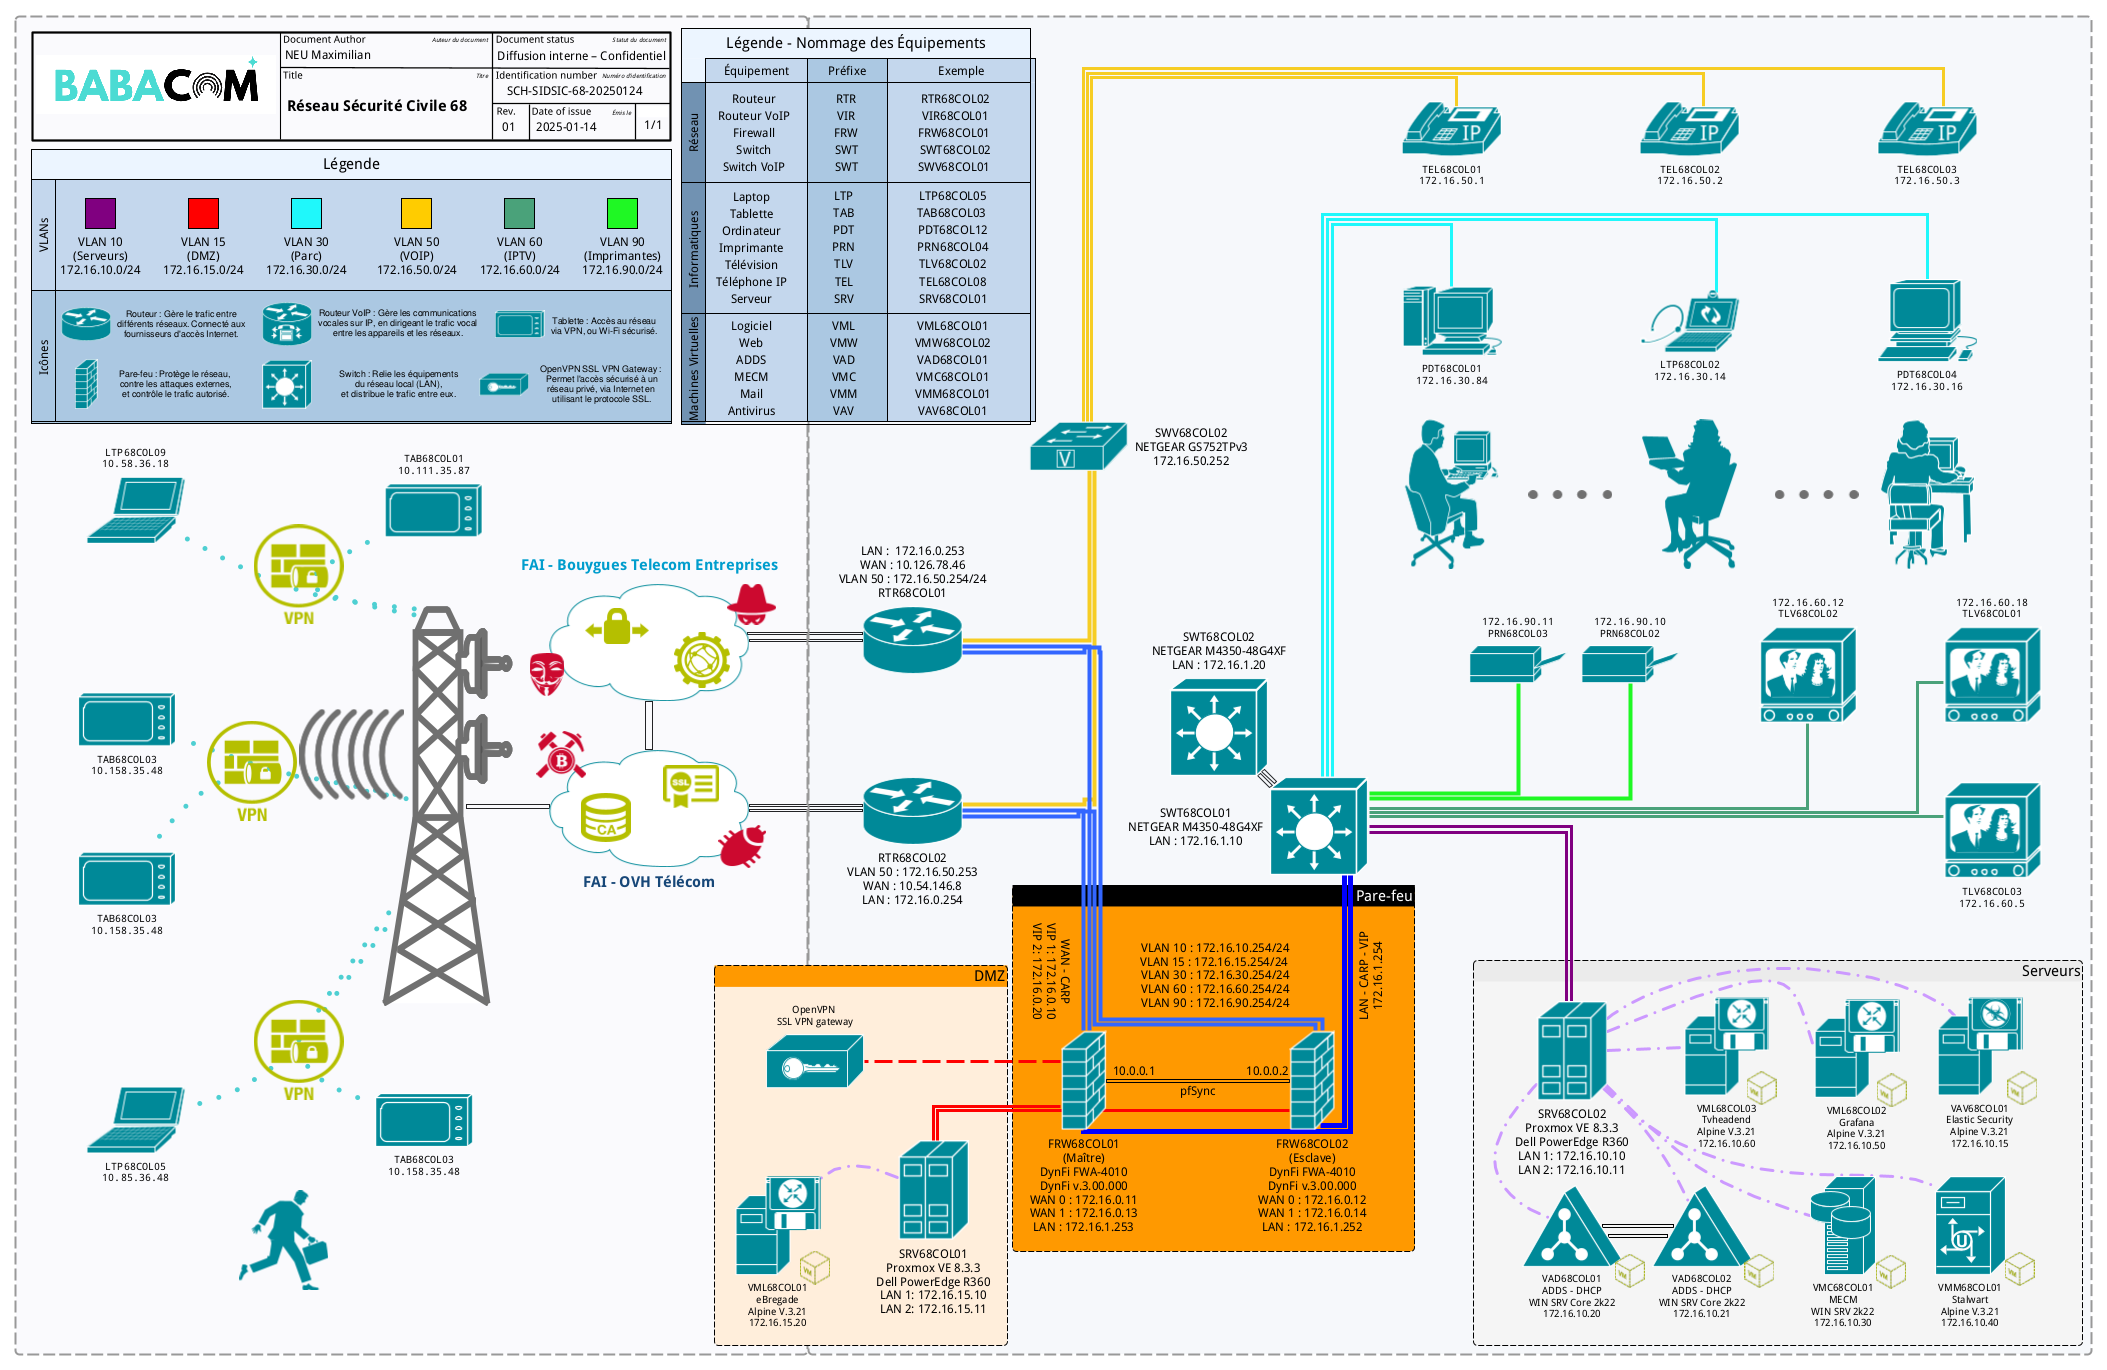 BABACOM
Document Author
Auteur du document
NEU Maximilian
Document status
Statut du document
Diffusion interne – Confidentiel
Title
Titre
Réseau Sécurité Civile 68
Identification number
Numéro d'identification
SCH-SIDSIC-68-20250124
Rev.
01
Date of issue
Émis le
2025-01-14
1/1
Légende
VLANs
VLAN 10
(Serveurs)
172.16.10.0/24
VLAN 15
(DMZ)
172.16.15.0/24
VLAN 30
(Parc)
172.16.30.0/24
VLAN 50
(VOIP)
172.16.50.0/24
VLAN 60
(IPTV)
172.16.60.0/24
VLAN 90
(Imprimantes)
172.16.90.0/24
Icônes
Routeur : Gère le trafic entre
différents réseaux. Connecté aux
fournisseurs d'accès Internet.
Routeur VoIP : Gère les communications
vocales sur IP, en dirigeant le trafic vocal
entre les appareils et les réseaux.
Tablette : Accès au réseau
via VPN, ou Wi-Fi sécurisé.
Pare-feu : Protège le réseau,
contre les attaques externes,
et contrôle le trafic autorisé.
Switch : Relie les équipements
du réseau local (LAN),
et distribue le trafic entre eux.
OpenVPN SSL VPN Gateway :
Permet l'accès sécurisé à un
réseau privé, via Internet en
utilisant le protocole SSL.
Légende - Nommage des Équipements
Équipement Préfixe Exemple
Réseau
Routeur RTR RTR68COL02
Routeur VoIP VIR VIR68COL01
Firewall FRW FRW68COL01
Switch SWT SWT68COL02
Switch VoIP SWT SWV68COL01
Informatiques
Laptop LTP LTP68COL05
Tablette TAB TAB68COL03
Ordinateur PDT PDT68COL12
Imprimante PRN PRN68COL04
Télévision TLV TLV68COL02
Téléphone IP TEL TEL68COL08
Serveur SRV SRV68COL01
Machines Virtuelles
Logiciel VML VML68COL01
Web VMW VMW68COL02
ADDS VAD VAD68COL01
MECM VMC VMC68COL01
Mail VMM VMM68COL01
Antivirus VAV VAV68COL01
IP
TEL68COL01
172.16.50.1
IP
TEL68COL02
172.16.50.2
IP
TEL68COL03
172.16.50.3
PDT68COL01
172.16.30.84
LTP68COL02
172.16.30.14
PDT68COL04
172.16.30.16
V
SWV68COL02
NETGEAR GS752TPv3
172.16.50.252
LTP68COL09
10.58.36.18
TAB68COL01
10.111.35.87
VPN
TAB68COL03
10.158.35.48
VPN
TAB68COL03
10.158.35.48
VPN
LTP68COL05
10.85.36.48
TAB68COL03
10.158.35.48
FAI - Bouygues Telecom Entreprises
B
SSL
CA
FAI - OVH Télécom
LAN : 172.16.0.253
WAN : 10.126.78.46
VLAN 50 : 172.16.50.254/24
RTR68COL01
RTR68COL02
VLAN 50 : 172.16.50.253
WAN : 10.54.146.8
LAN : 172.16.0.254
SWT68COL02
NETGEAR M4350-48G4XF
LAN : 172.16.1.20
SWT68COL01
NETGEAR M4350-48G4XF
LAN : 172.16.1.10
172.16.90.11
PRN68COL03
172.16.90.10
PRN68COL02
172.16.60.12
TLV68COL02
172.16.60.18
TLV68COL01
TLV68COL03
172.16.60.5
Pare-feu
WAN - CARP
VIP 1: 172.16.0.10
VIP 2: 172.16.0.20
VLAN 10 : 172.16.10.254/24
VLAN 15 : 172.16.15.254/24
VLAN 30 : 172.16.30.254/24
VLAN 60 : 172.16.60.254/24
VLAN 90 : 172.16.90.254/24
LAN - CARP - VIP
172.16.1.254
10.0.0.1
10.0.0.2
pfSync
FRW68COL01
(Maître)
DynFi FWA-4010
DynFi v.3.00.000
WAN 0 : 172.16.0.11
WAN 1 : 172.16.0.13
LAN : 172.16.1.253
FRW68COL02
(Esclave)
DynFi FWA-4010
DynFi v.3.00.000
WAN 0 : 172.16.0.12
WAN 1 : 172.16.0.14
LAN : 172.16.1.252
DMZ
OpenVPN
SSL VPN gateway
VM
VML68COL01
eBregade
Alpine V.3.21
172.16.15.20
SRV68COL01
Proxmox VE 8.3.3
Dell PowerEdge R360
LAN 1: 172.16.15.10
LAN 2: 172.16.15.11
Serveurs
SRV68COL02
Proxmox VE 8.3.3
Dell PowerEdge R360
LAN 1: 172.16.10.10
LAN 2: 172.16.10.11
VM
VML68COL03
Tvheadend
Alpine V.3.21
172.16.10.60
VM
VML68COL02
Grafana
Alpine V.3.21
172.16.10.50
VM
VAV68COL01
Elastic Security
Alpine V.3.21
172.16.10.15
VM
VAD68COL01
ADDS - DHCP
WIN SRV Core 2k22
172.16.10.20
VM
VAD68COL02
ADDS - DHCP
WIN SRV Core 2k22
172.16.10.21
VM
VMC68COL01
MECM
WIN SRV 2k22
172.16.10.30
U
VM
VMM68COL01
Stalwart
Alpine V.3.21
172.16.10.40